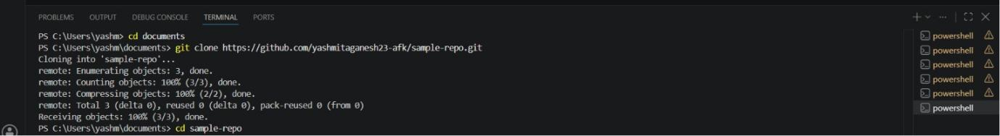 PROBLEMS OUTPUT DEBUG CONSOLE TERMINAL PORTS
PS C:\Users\yashm> cd documents
PS C:\Users\yashm\documents> git clone https://github.com/yashmitaganesh23-afk/sample-repo.git
Cloning into 'sample-repo'...
remote: Enumerating objects: 3, done.
remote: Counting objects: 100% (3/3), done.
remote: Compressing objects: 100% (2/2), done.
remote: Total 3 (delta 0), reused 0 (delta 0), pack-reused 0 (from 0)
Receiving objects: 100% (3/3), done.
PS C:\Users\yashm\documents> cd sample-repo
powershell
powershell
powershell
powershell
powershell
powershell